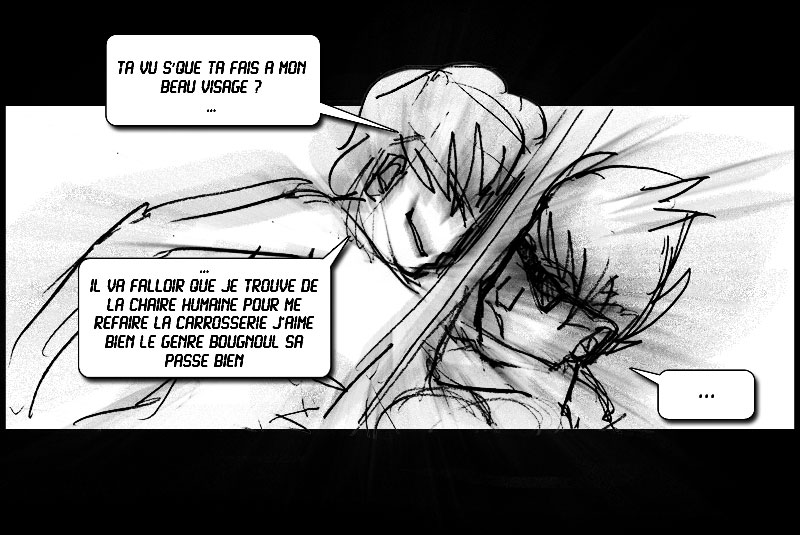 TA VU S'QUE TA FAIS A MON
BEAU VISAGE ?
...
...
IL VA FALLOIR QUE JE TROUVE DE
LA CHAIRE HUMAINE POUR ME
REFAIRE LA CARROSSERIE J'AIME
BIEN LE GENRE BOUGNOUL SA
PASSE BIEN
...